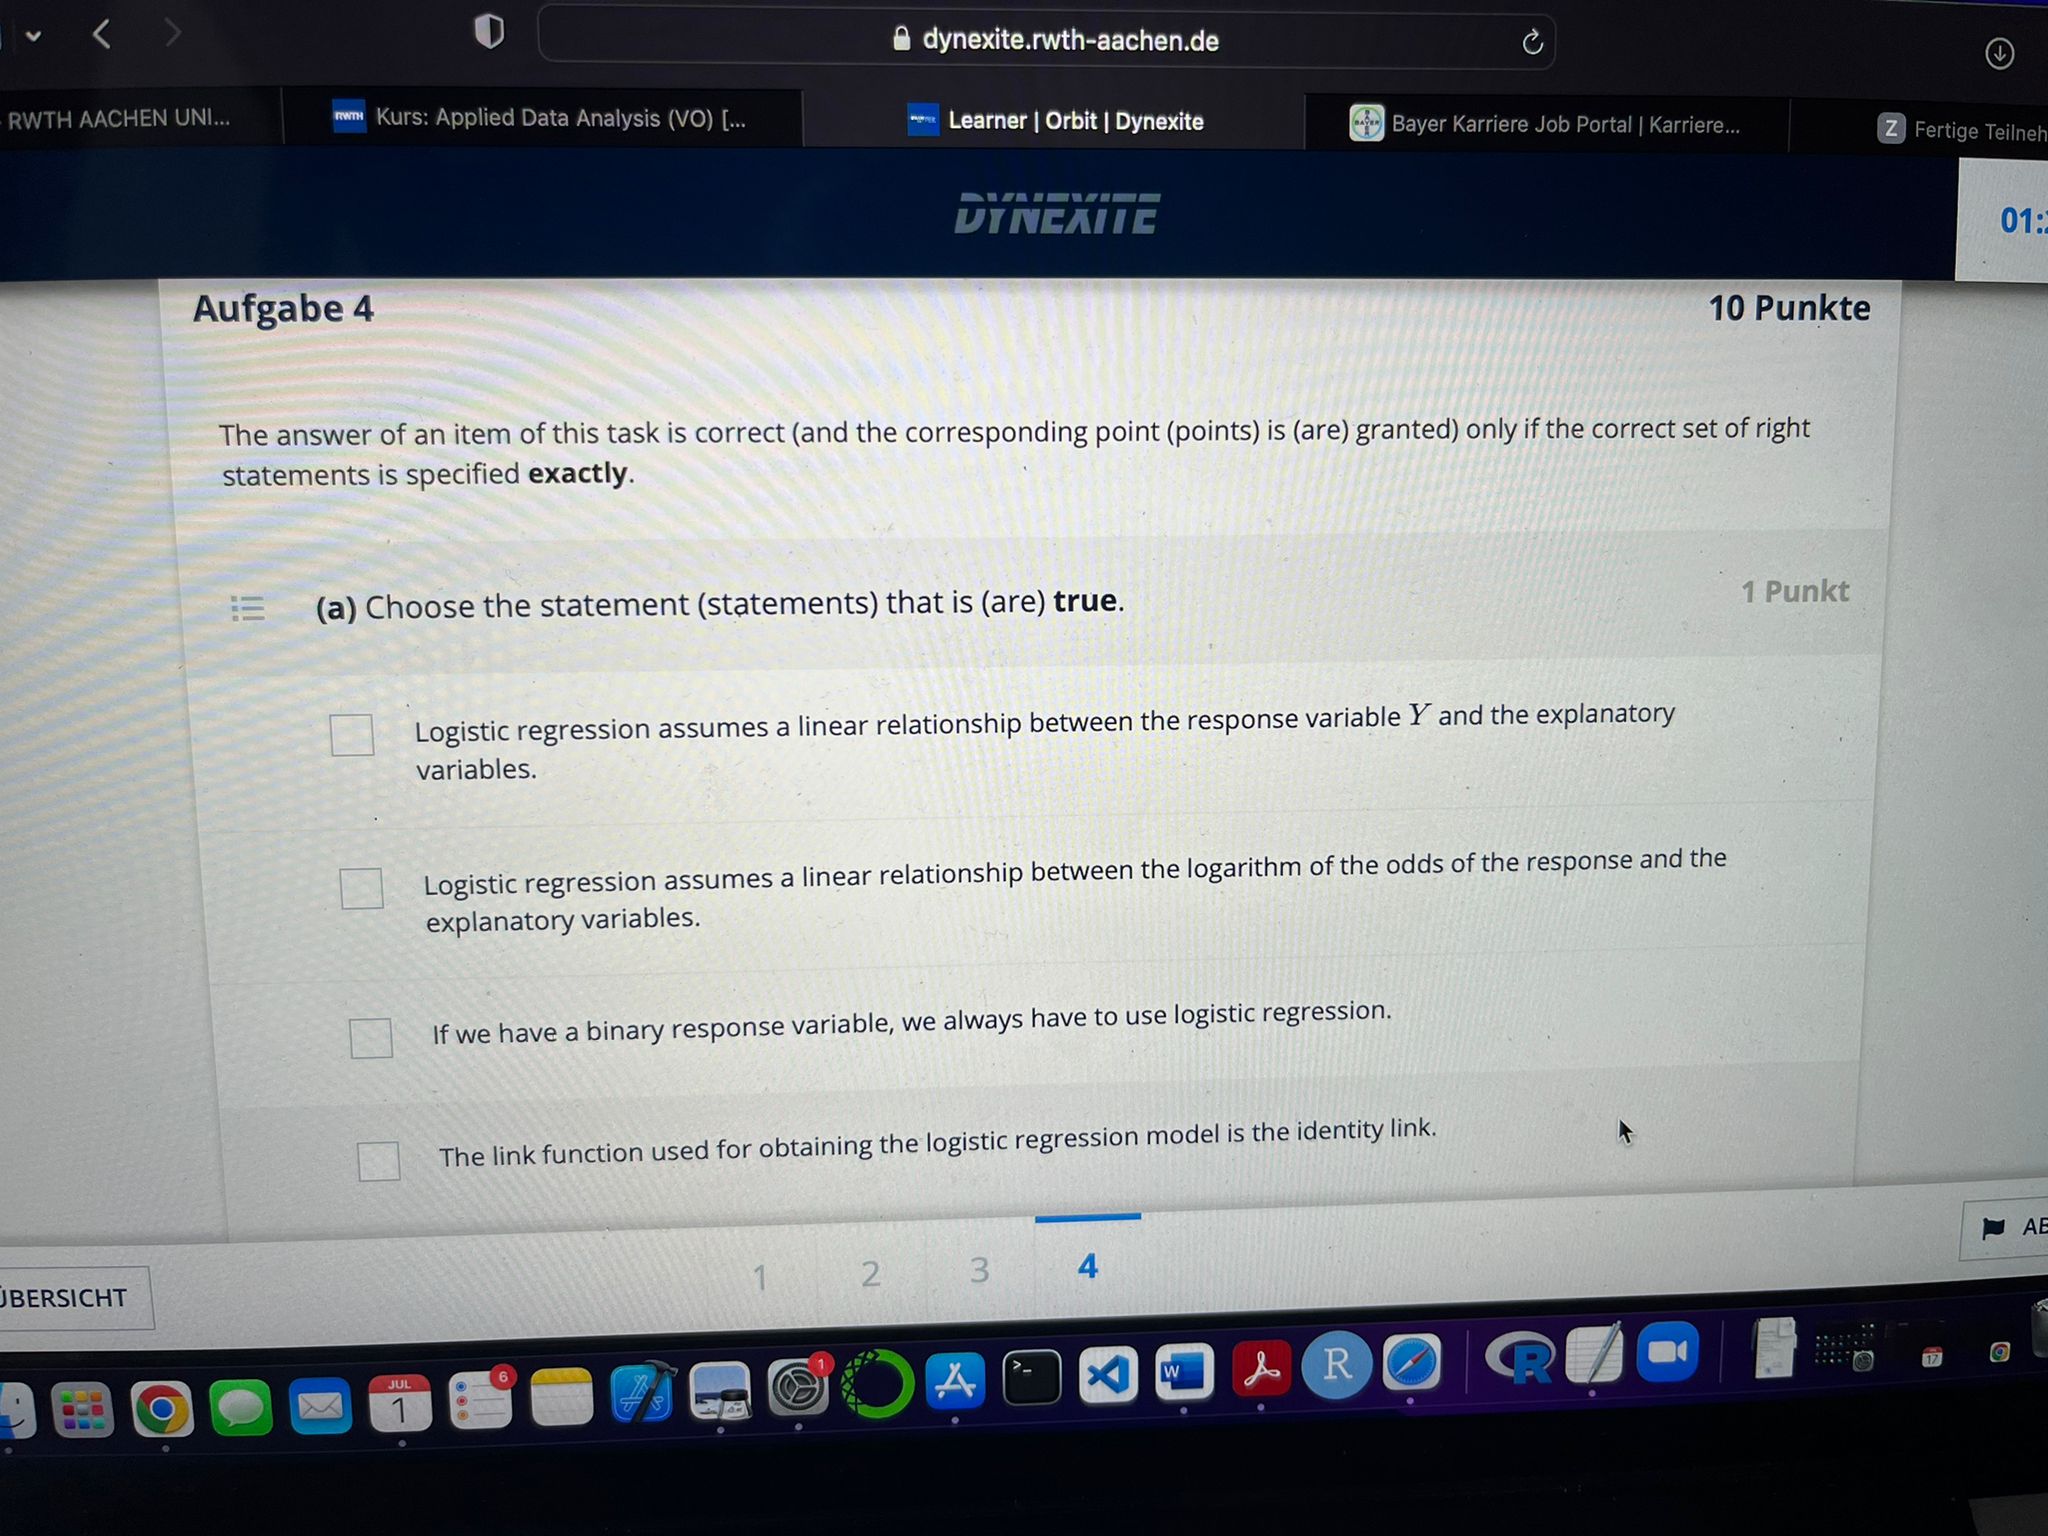 dynexite.rwth-aachen.de
RWTH AACHEN UNI...
RWTH Kurs: Applied Data Analysis (VO) [...
Learner | Orbit | Dynexite
Bayer Karriere Job Portal | Karriere...
Z Fertige Teilneh
DYNEXITE
01:
Aufgabe 4
10 Punkte
The answer of an item of this task is correct (and the corresponding point (points) is (are) granted) only if the correct set of right
statements is specified exactly.
(a) Choose the statement (statements) that is (are) true.
1 Punkt
Logistic regression assumes a linear relationship between the response variable Y and the explanatory
variables.
Logistic regression assumes a linear relationship between the logarithm of the odds of the response and the
explanatory variables.
If we have a binary response variable, we always have to use logistic regression.
The link function used for obtaining the logistic regression model is the identity link.
ÜBERSICHT
1 2 3 4
AB
JUL
1
6
1
>_
W
R
R
17